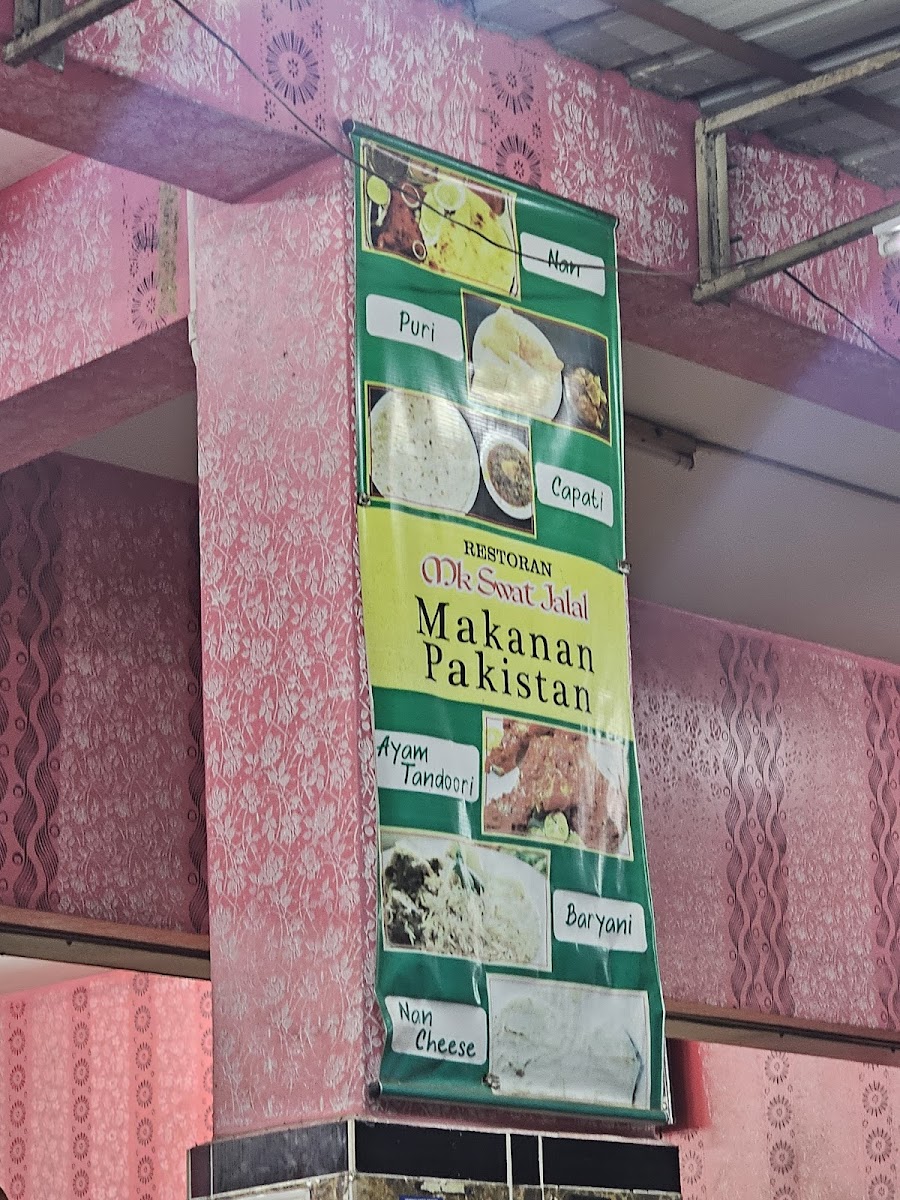 Nan
Puri
Capati
RESTORAN
Mk Swat Jalal
Makanan
Pakistan
Ayam
Tandoori
Baryani
Nan
Cheese